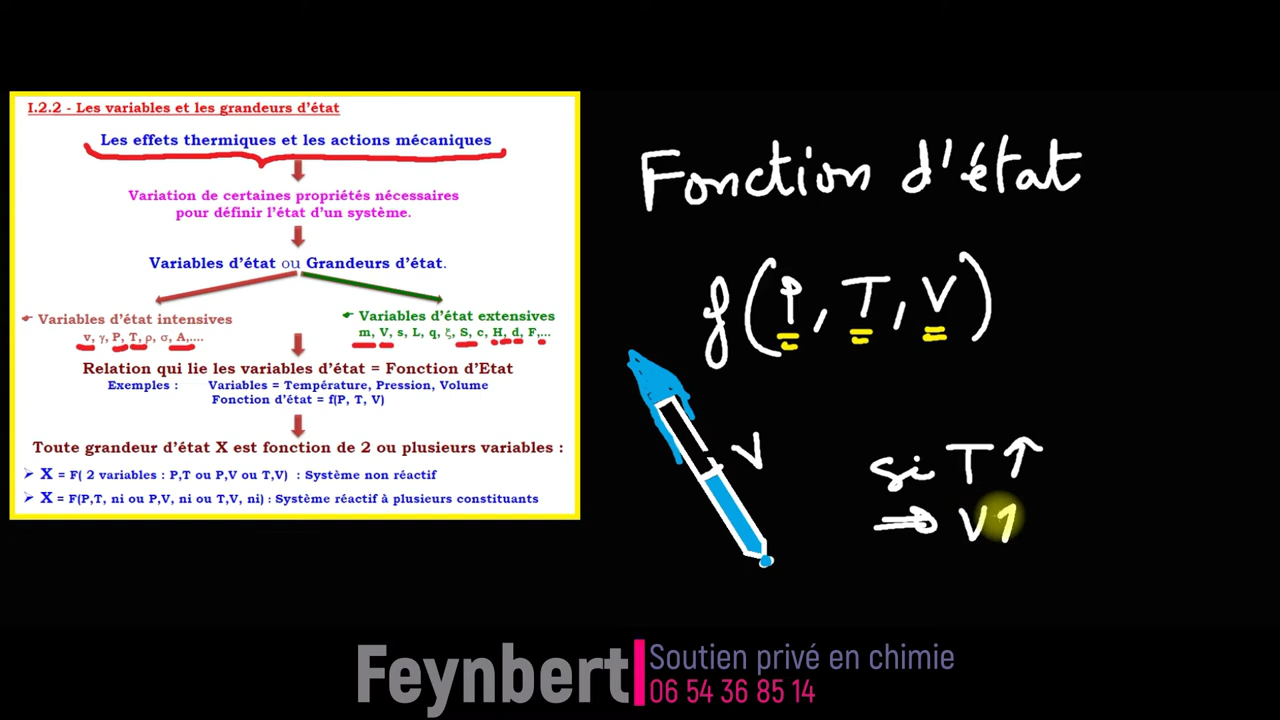 I.2.2 - Les variables et les grandeurs d'état
Les effets thermiques et les actions mécaniques
Variation de certaines propriétés nécessaires
pour définir l'état d'un système.
Variables d'état ou Grandeurs d'état.
Variables d'état intensives
v, γ, P, T, ρ, σ, A,....
Variables d'état extensives
m, V, s, L, q, ξ, S, c, H, d, F,...
Relation qui lie les variables d'état = Fonction d'Etat
Exemples : Variables = Température, Pression, Volume
Fonction d'état = f(P, T, V)
Toute grandeur d'état X est fonction de 2 ou plusieurs variables :
➢ X = F( 2 variables : P,T ou P,V ou T,V) : Système non réactif
➢ X = F(P,T, ni ou P,V, ni ou T,V, ni) : Système réactif à plusieurs constituants
Fonction d'état
f(P, T, V)
V
si T↑
⇒ V↑
Feynbert
Soutien privé en chimie
06 54 36 85 14